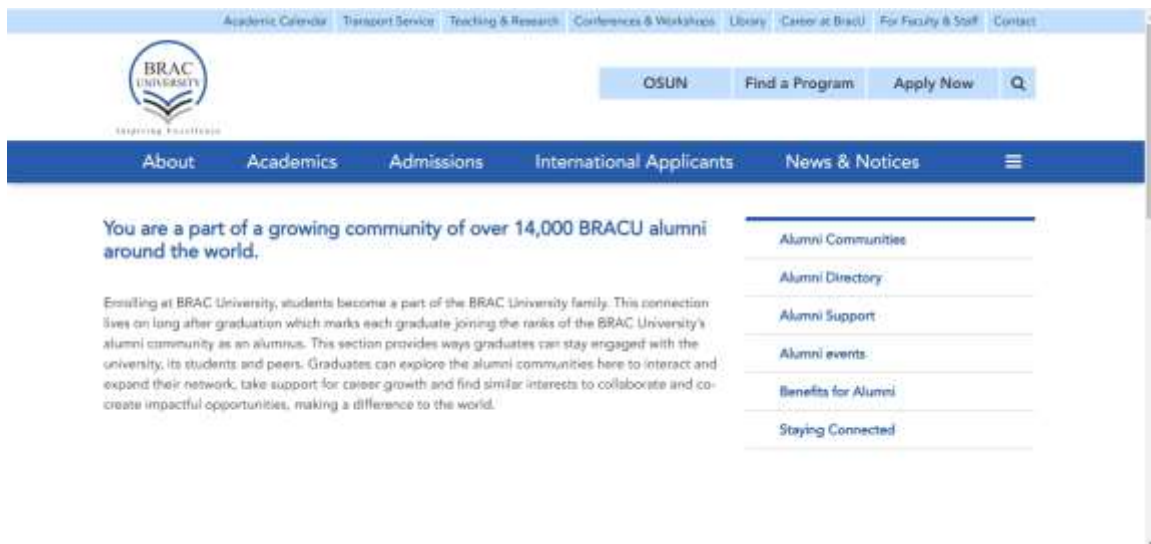 Academic Calendar Transport Service Teaching & Research Conferences & Workshops Library Career at BracU For Faculty & Staff Contact
BRAC
UNIVERSITY
Inspiring Excellence
OSUN Find a Program Apply Now
About Academics Admissions International Applicants News & Notices
You are a part of a growing community of over 14,000 BRACU alumni
around the world.
Enrolling at BRAC University, students become a part of the BRAC University family. This connection
lives on long after graduation which marks each graduate joining the ranks of the BRAC University's
alumni community as an alumnus. This section provides ways graduates can stay engaged with the
university, its students and peers. Graduates can explore the alumni communities here to interact and
expand their network, take support for career growth and find similar interests to collaborate and co-
create impactful opportunities, making a difference to the world.
Alumni Communities
Alumni Directory
Alumni Support
Alumni events
Benefits for Alumni
Staying Connected